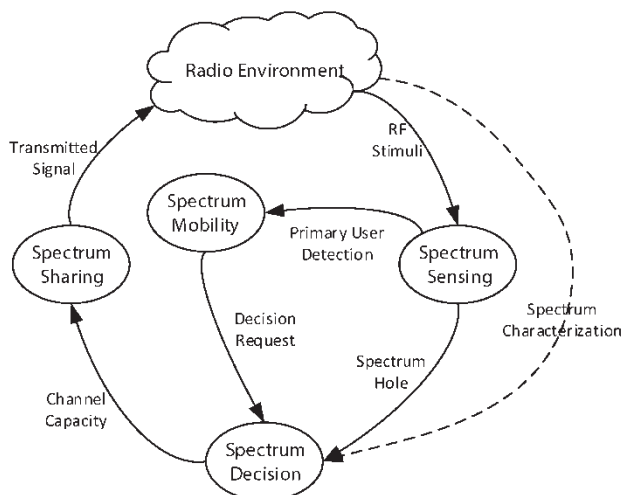 Radio Environment
Transmitted
Signal
RF
Stimuli
Spectrum
Mobility
Primary User
Detection
Spectrum
Sharing
Spectrum
Sensing
Decision
Request
Spectrum
Characterization
Spectrum
Hole
Channel
Capacity
Spectrum
Decision